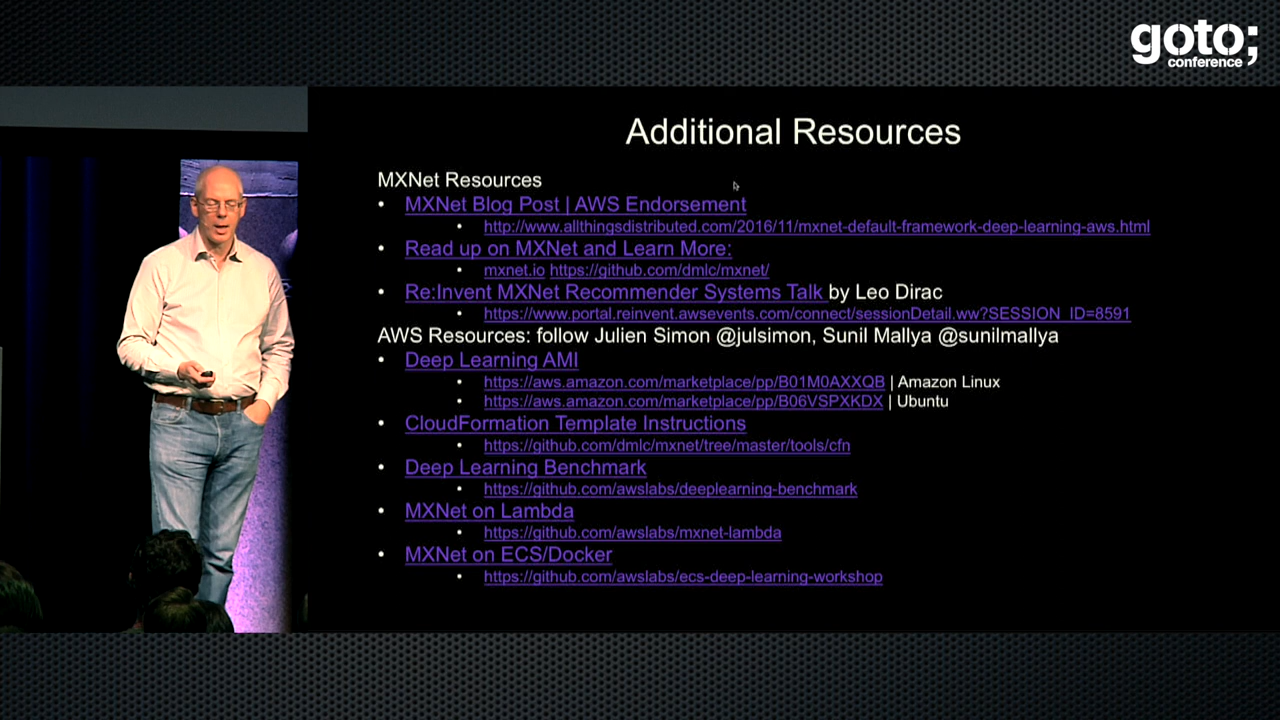 goto;
conference
Additional Resources
MXNet Resources
• MXNet Blog Post | AWS Endorsement
• http://www.allthingsdistributed.com/2016/11/mxnet-default-framework-deep-learning-aws.html
• Read up on MXNet and Learn More:
• mxnet.io https://github.com/dmlc/mxnet/
• Re:Invent MXNet Recommender Systems Talk by Leo Dirac
• https://www.portal.reinvent.awsevents.com/connect/sessionDetail.ww?SESSION_ID=8591
AWS Resources: follow Julien Simon @julsimon, Sunil Mallya @sunilmallya
• Deep Learning AMI
• https://aws.amazon.com/marketplace/pp/B01M0AXXQB | Amazon Linux
• https://aws.amazon.com/marketplace/pp/B06VSPXKDX | Ubuntu
• CloudFormation Template Instructions
• https://github.com/dmlc/mxnet/tree/master/tools/cfn
• Deep Learning Benchmark
• https://github.com/awslabs/deeplearning-benchmark
• MXNet on Lambda
• https://github.com/awslabs/mxnet-lambda
• MXNet on ECS/Docker
• https://github.com/awslabs/ecs-deep-learning-workshop